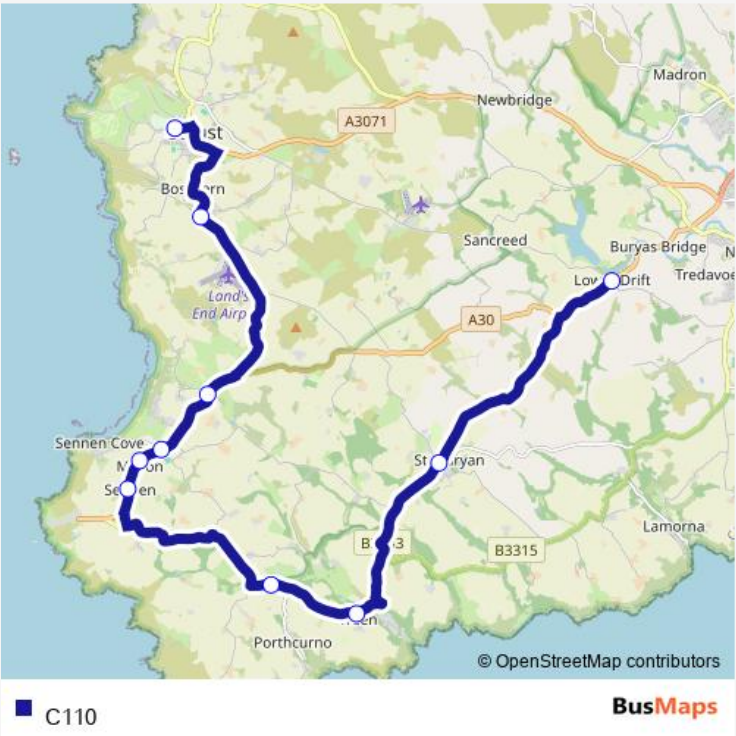 Madron
Newbridge
A3071
Sancreed
Buryas Bridge
Drift
Tredavoe
Land's
End Airp
A30
Sennen Cove
Lamorna
B3315
Porthcurno
© OpenStreetMap contributors
C110
BusMaps